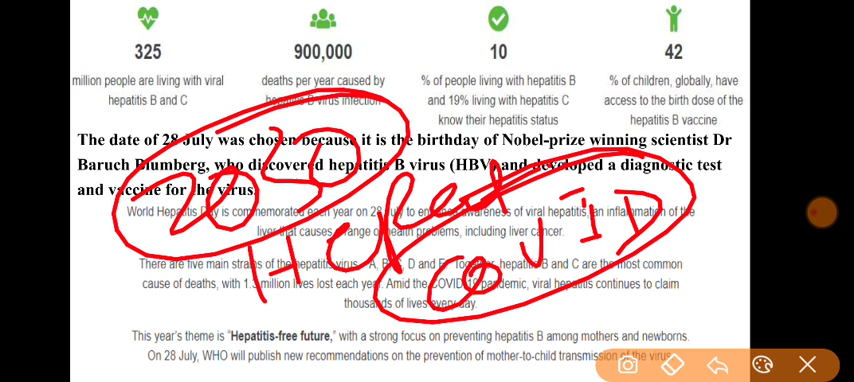 325
million people are living with viral hepatitis B and C
900,000
deaths per year caused by hepatitis B virus infection
10
% of people living with hepatitis B and 19% living with hepatitis C know their hepatitis status
42
% of children, globally, have access to the birth dose of the hepatitis B vaccine
The date of 28 July was chosen because it is the birthday of Nobel-prize winning scientist Dr
Baruch Blumberg, who discovered hepatitis B virus (HBV) and developed a diagnostic test
and vaccine for the virus.
World Hepatitis Day is commemorated each year on 28 July to enhance awareness of viral hepatitis, an inflammation of the
liver that causes a range of health problems, including liver cancer.
There are five main strains of the hepatitis virus – A, B, C, D and E. Together, hepatitis B and C are the most common
cause of deaths, with 1.3 million lives lost each year. Amid the COVID-19 pandemic, viral hepatitis continues to claim
thousands of lives every day.
This year's theme is "Hepatitis-free future," with a strong focus on preventing hepatitis B among mothers and newborns.
On 28 July, WHO will publish new recommendations on the prevention of mother-to-child transmission of the virus
2020
COVID